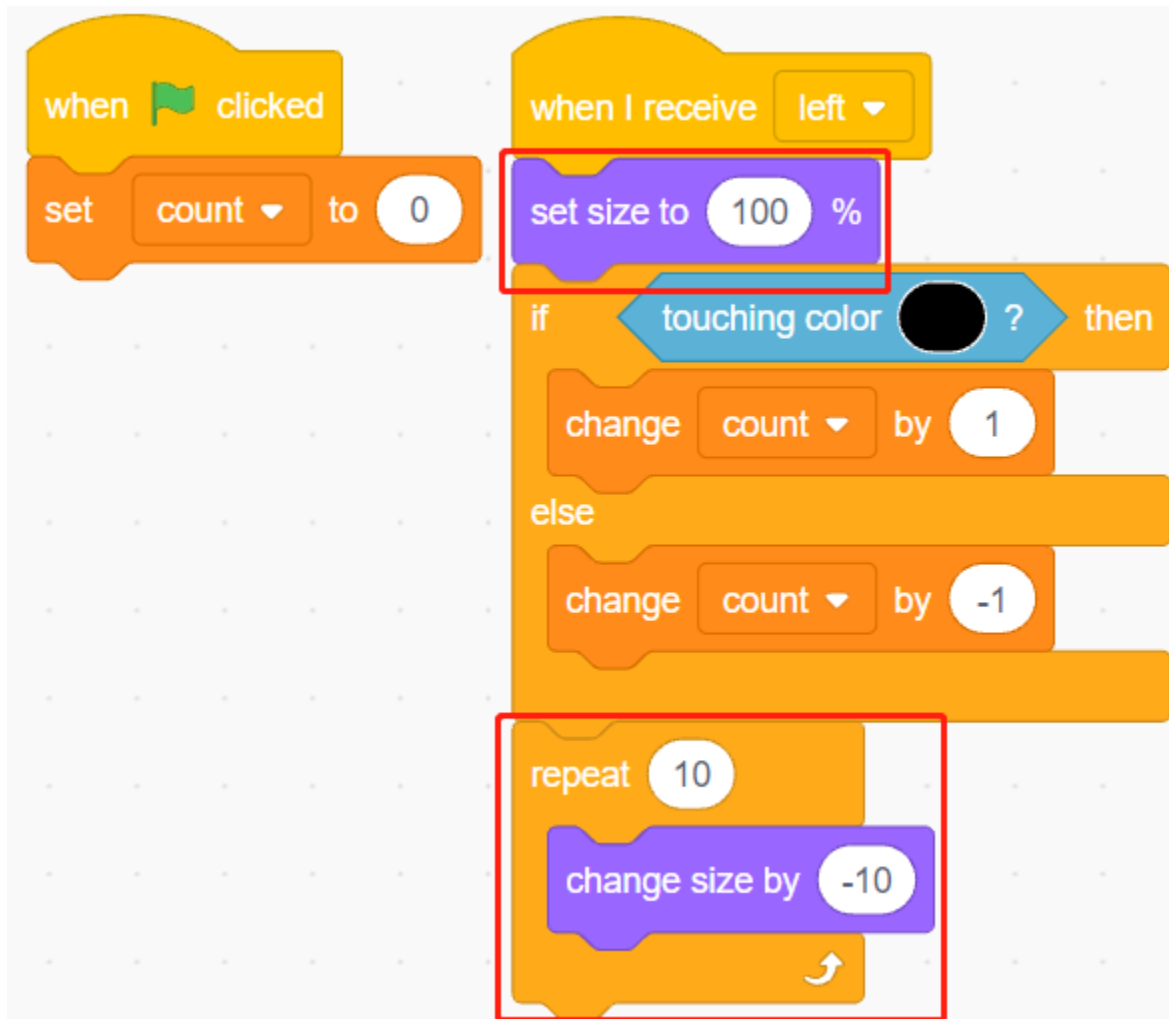 when clicked
set count to 0
when I receive left
set size to 100 %
if touching color ? then
change count by 1
else
change count by -1
repeat 10
change size by -10